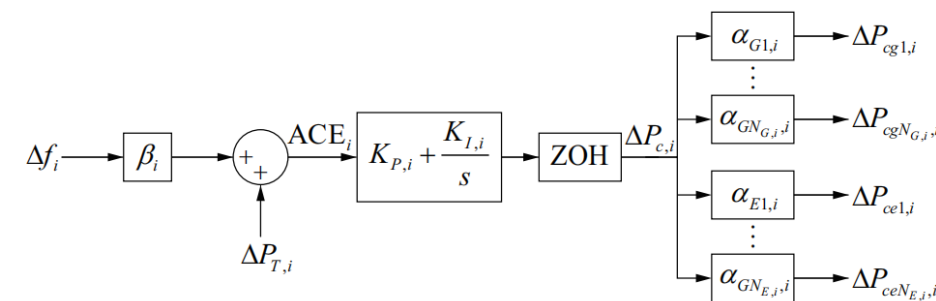 Δf_i
β_i
+
+
ΔP_{T,i}
ACE_i
K_{P,i} + K_{I,i} / s
ZOH
ΔP_{c,i}
α_{G1,i} ΔP_{cg1,i}
⋮
α_{GN_{G,i},i} ΔP_{cgN_{G,i},i}
α_{E1,i} ΔP_{ce1,i}
⋮
α_{GN_{E,i},i} ΔP_{ceN_{E,i},i}